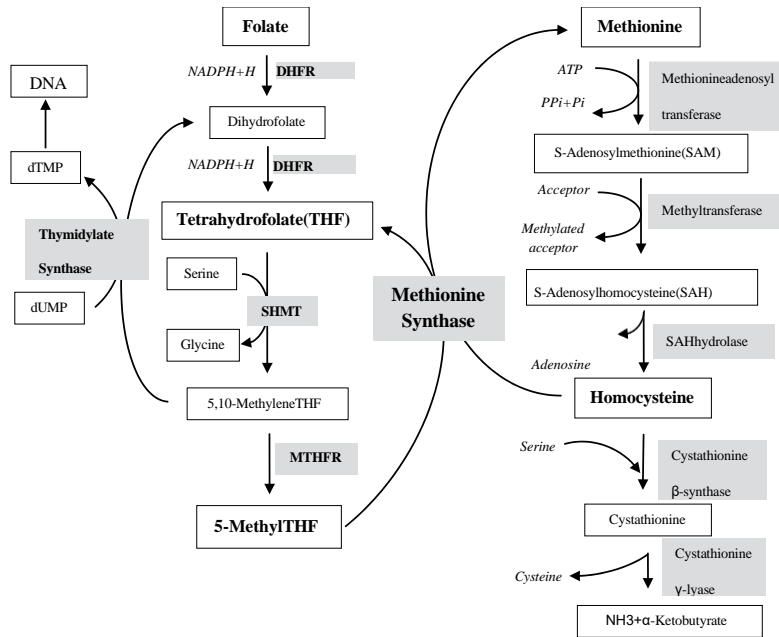 Folate
NADPH+H DHFR
Dihydrofolate
NADPH+H DHFR
Tetrahydrofolate(THF)
Serine
SHMT
Glycine
5,10-MethyleneTHF
MTHFR
5-MethylTHF
DNA
dTMP
Thymidylate
Synthase
dUMP
Methionine
Synthase
Methionine
ATP
Methionineadenosyl
PPi+Pi
transferase
S-Adenosylmethionine(SAM)
Acceptor
Methyltransferase
Methylated
acceptor
S-Adenosylhomocysteine(SAH)
SAHhydrolase
Adenosine
Homocysteine
Serine
Cystathionine
β-synthase
Cystathionine
Cystathionine
Cysteine
γ-lyase
NH3+α-Ketobutyrate